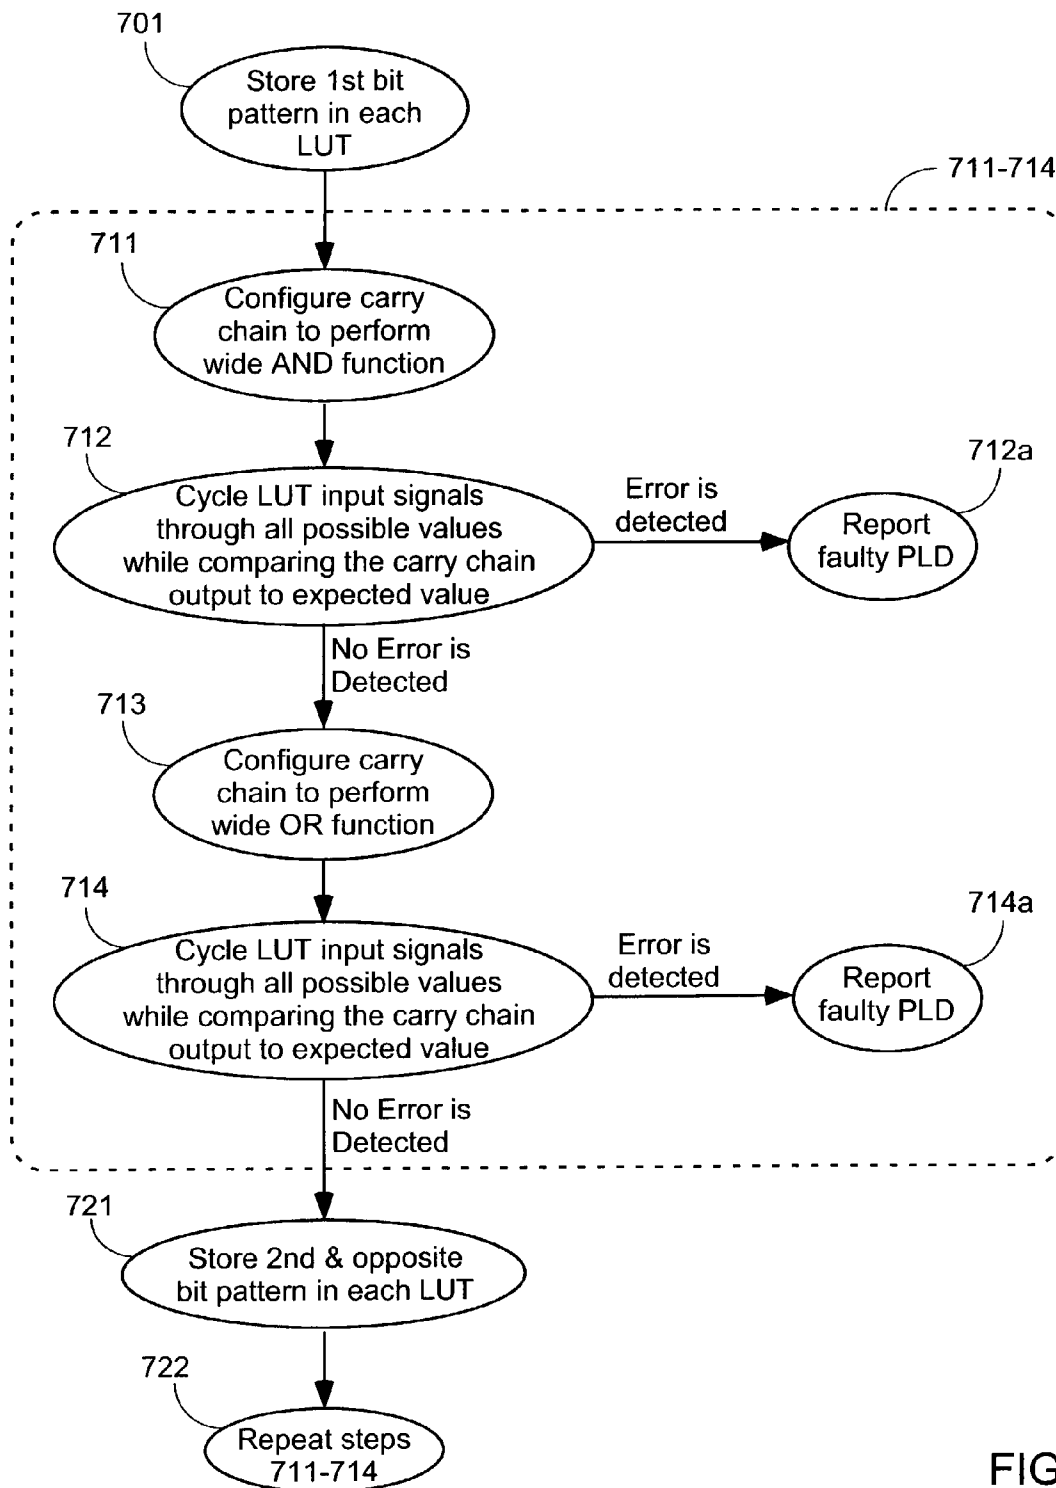 701
Store 1st bit
pattern in each
LUT
711-714
711
Configure carry
chain to perform
wide AND function
712
Cycle LUT input signals
through all possible values
while comparing the carry chain
output to expected value
Error is
detected
712a
Report
faulty PLD
No Error is
Detected
713
Configure carry
chain to perform
wide OR function
714
Cycle LUT input signals
through all possible values
while comparing the carry chain
output to expected value
Error is
detected
714a
Report
faulty PLD
No Error is
Detected
721
Store 2nd & opposite
bit pattern in each LUT
722
Repeat steps
711-714
FIG